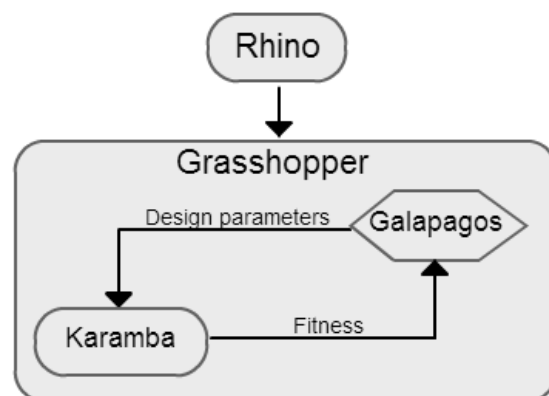 Rhino
Grasshopper
Design parameters
Galapagos
Karamba
Fitness